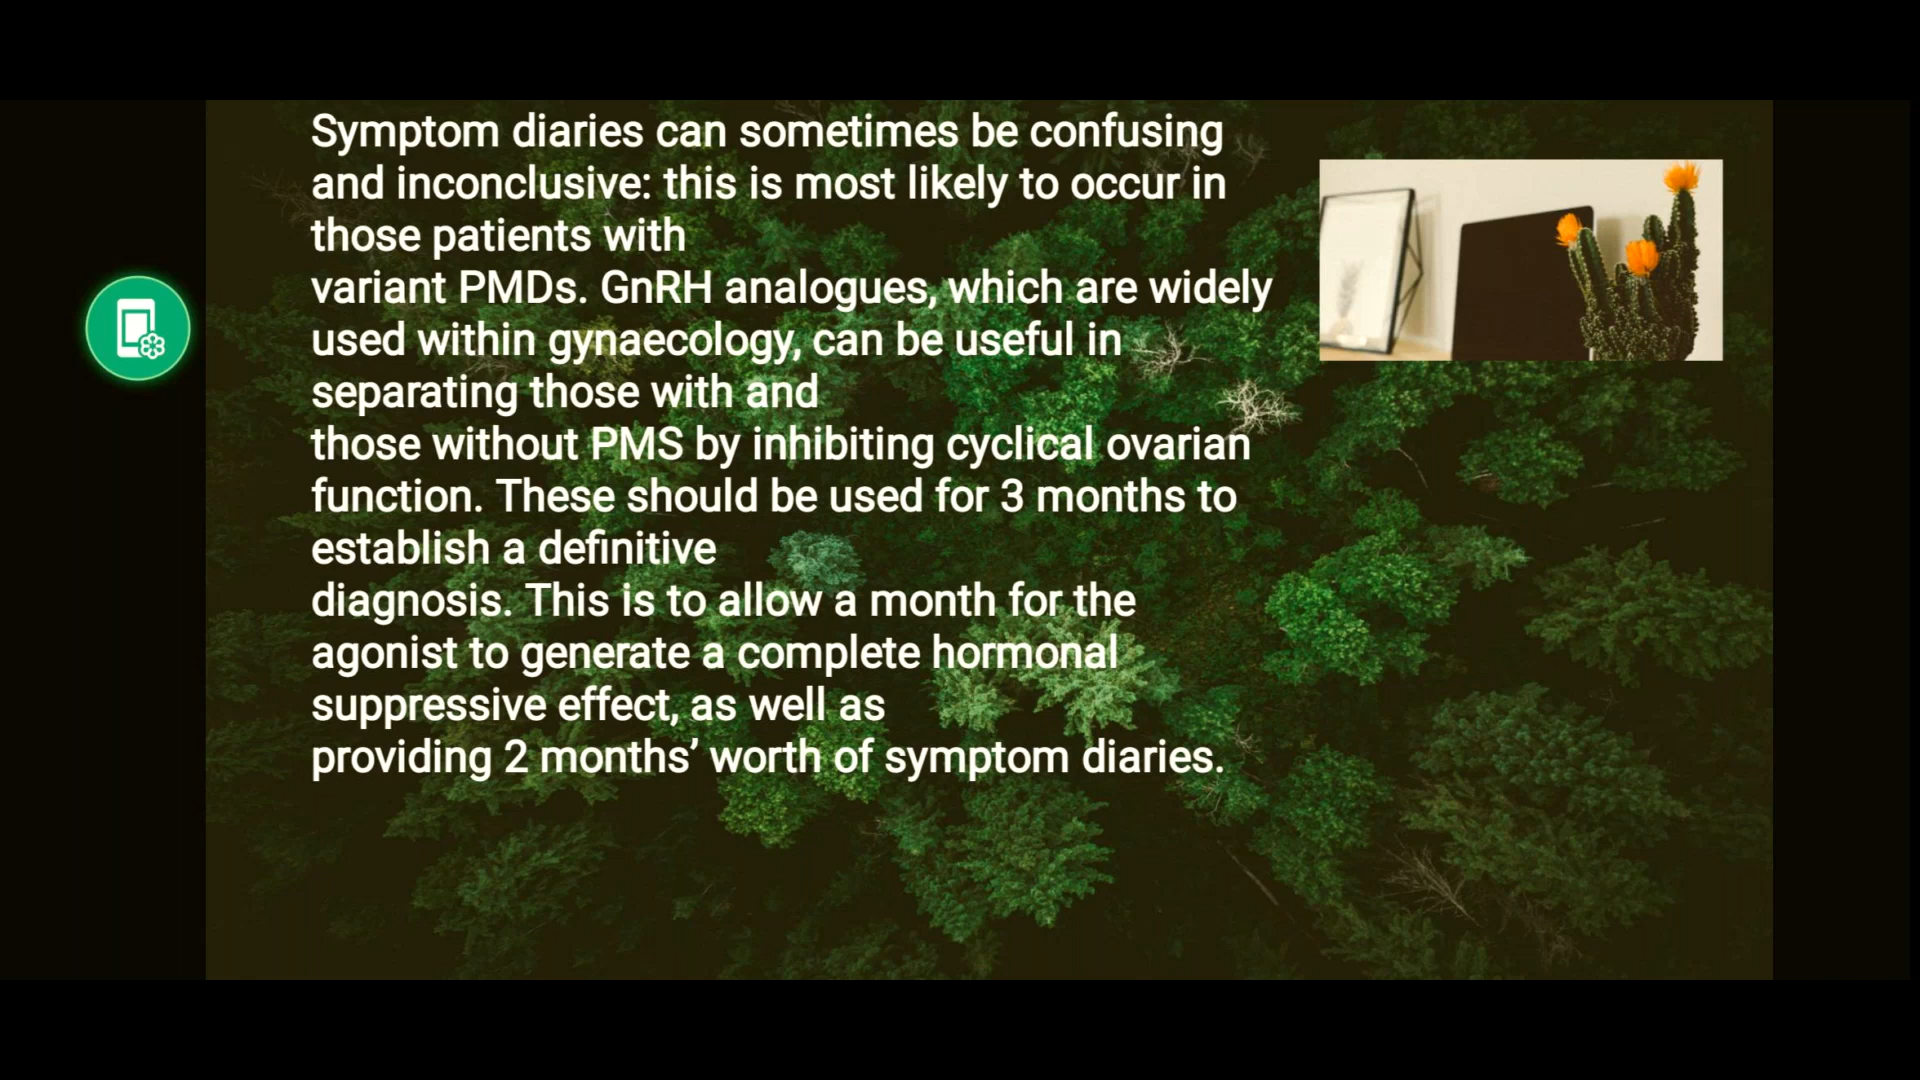 Symptom diaries can sometimes be confusing
and inconclusive: this is most likely to occur in
those patients with
variant PMDs. GnRH analogues, which are widely
used within gynaecology, can be useful in
separating those with and
those without PMS by inhibiting cyclical ovarian
function. These should be used for 3 months to
establish a definitive
diagnosis. This is to allow a month for the
agonist to generate a complete hormonal
suppressive effect, as well as
providing 2 months’ worth of symptom diaries.